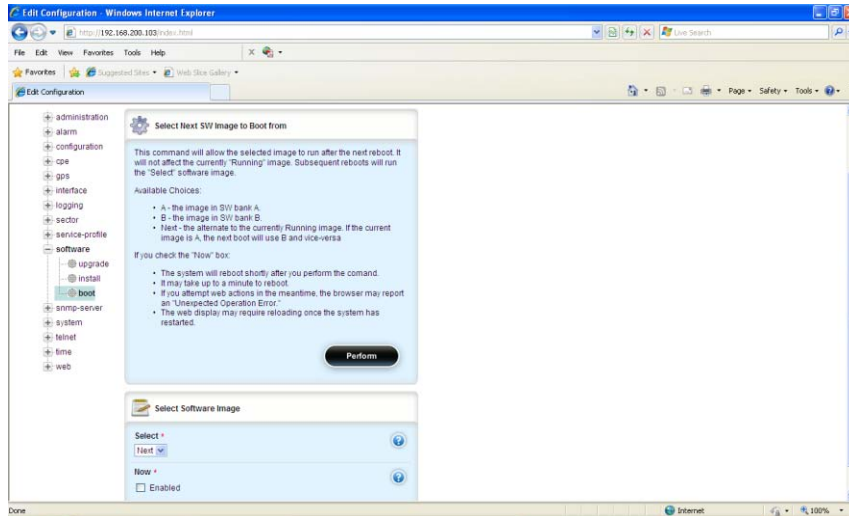 Edit Configuration - Windows Internet Explorer
http://192.168.200.103/index.html
Live Search
File Edit View Favorites Tools Help
Favorites Suggested Sites Web Slice Gallery
Edit Configuration
Page Safety Tools
administration
alarm
configuration
cpe
gps
interface
logging
sector
service-profile
software
upgrade
install
boot
snmp-server
system
telnet
time
web
Select Next SW Image to Boot from
This command will allow the selected image to run after the next reboot. It
will not affect the currently "Running" image. Subsequent reboots will run
the "Select" software image.
Available Choices:
• A - the image in SW bank A.
• B - the image in SW bank B.
• Next - the alternate to the currently Running image. If the current
image is A, the next boot will use B and vice-versa
If you check the "Now" box:
• The system will reboot shortly after you perform the comand.
• It may take up to a minute to reboot.
• If you attempt web actions in the meantime, the browser may report
an "Unexpected Operation Error."
• The web display may require reloading once the system has
restarted.
Perform
Select Software Image
Select *
Next
Now *
Enabled
Done
Internet
100%